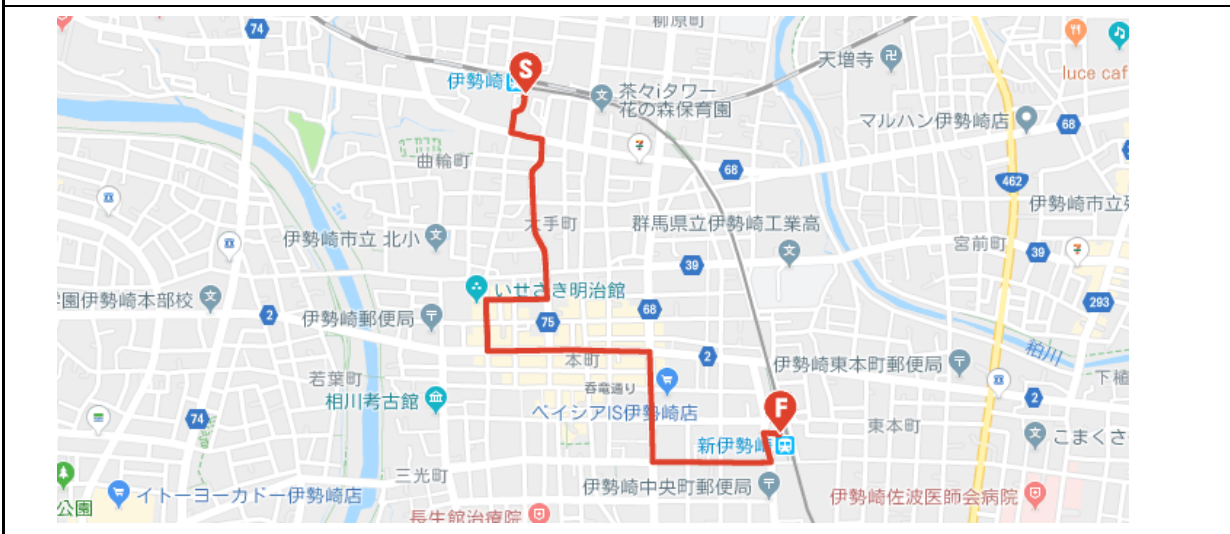 柳原町
74
天増寺
伊勢崎
S
茶々iタワー
花の森保育園
luce caf
マルハン伊勢崎店
68
曲輪町
68
462
伊勢崎市立
大手町
群馬県立伊勢崎工業高
伊勢崎市立 北小
宮前町
39
39
いせさき明治館
園伊勢崎本部校
293
2
伊勢崎郵便局
75
68
粕川
本町
2
伊勢崎東本町郵便局
若葉町
呑竜通り
下植
相川考古館
2
ベイシアIS伊勢崎店
F
74
東本町
新伊勢崎
こまくさ
三光町
伊勢崎中央町郵便局
イトーヨーカドー伊勢崎店
伊勢崎佐波医師会病院
公園
長生館治療院